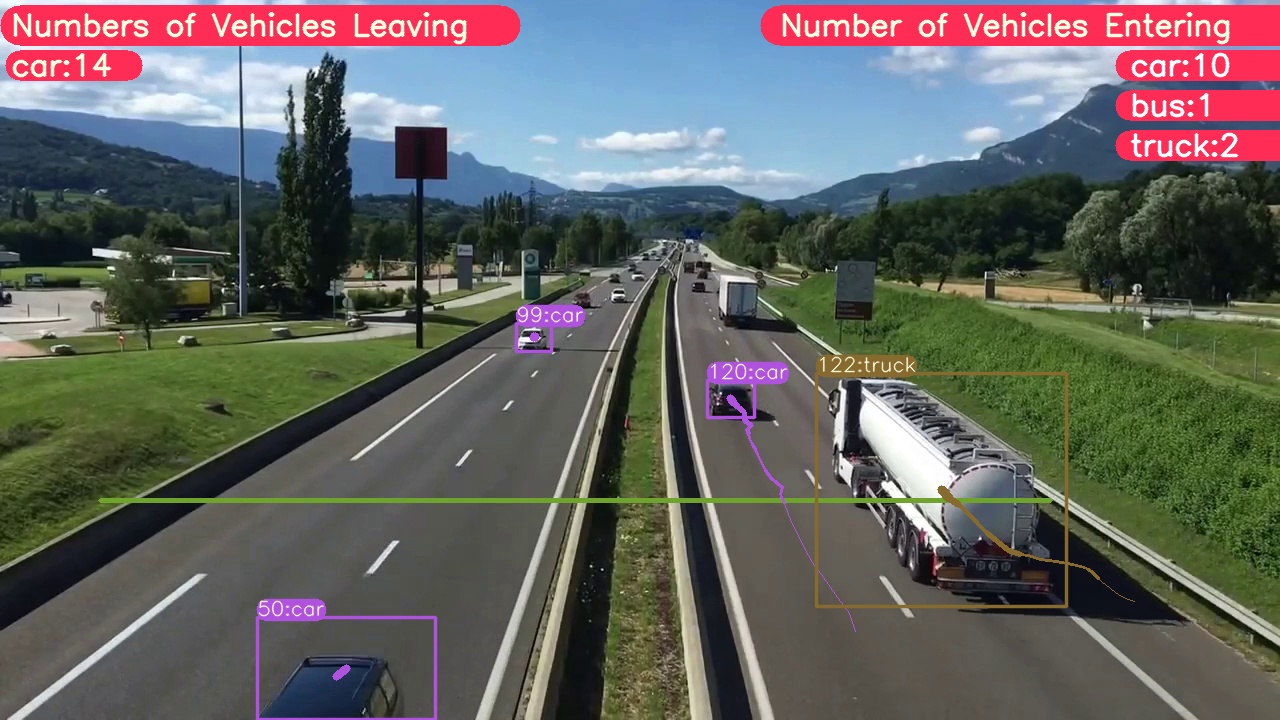 Numbers of Vehicles Leaving
Number of Vehicles Entering
car:14
car:10
bus:1
truck:2
99:car
120:car
122:truck
50:car